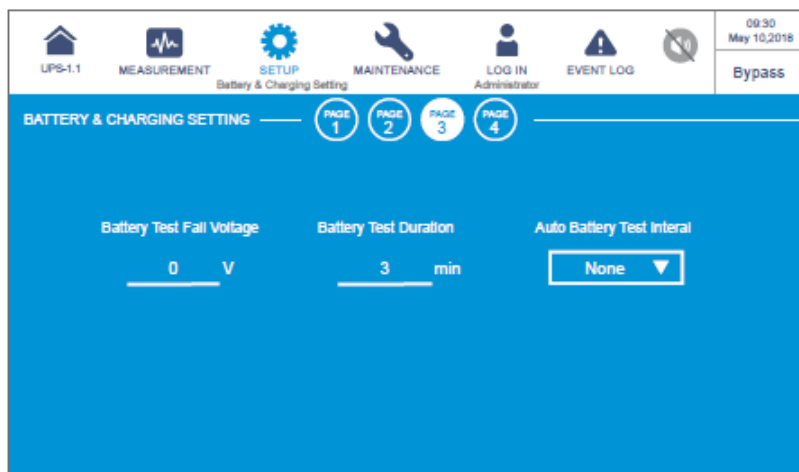 09:30
May 10,2018
UPS-1.1
MEASUREMENT
SETUP
MAINTENANCE
LOG IN
EVENT LOG
Bypass
Battery & Charging Setting
Administrator
BATTERY & CHARGING SETTING
PAGE
1
PAGE
2
PAGE
3
PAGE
4
Battery Test Fail Voltage
Battery Test Duration
Auto Battery Test Interal
0 V
3 min
None